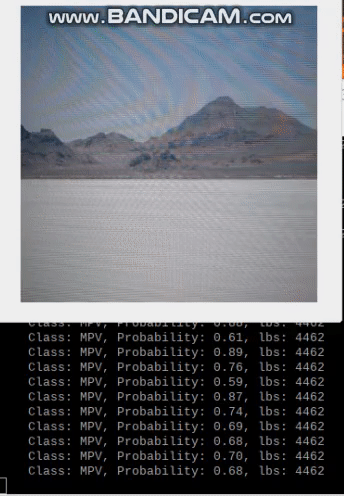 WWW.BANDICAM.COM
Class: MPV, Probability: 0.68, lbs: 4462
Class: MPV, Probability: 0.61, lbs: 4462
Class: MPV, Probability: 0.89, lbs: 4462
Class: MPV, Probability: 0.76, lbs: 4462
Class: MPV, Probability: 0.59, lbs: 4462
Class: MPV, Probability: 0.87, lbs: 4462
Class: MPV, Probability: 0.74, lbs: 4462
Class: MPV, Probability: 0.69, lbs: 4462
Class: MPV, Probability: 0.68, lbs: 4462
Class: MPV, Probability: 0.70, lbs: 4462
Class: MPV, Probability: 0.68, lbs: 4462